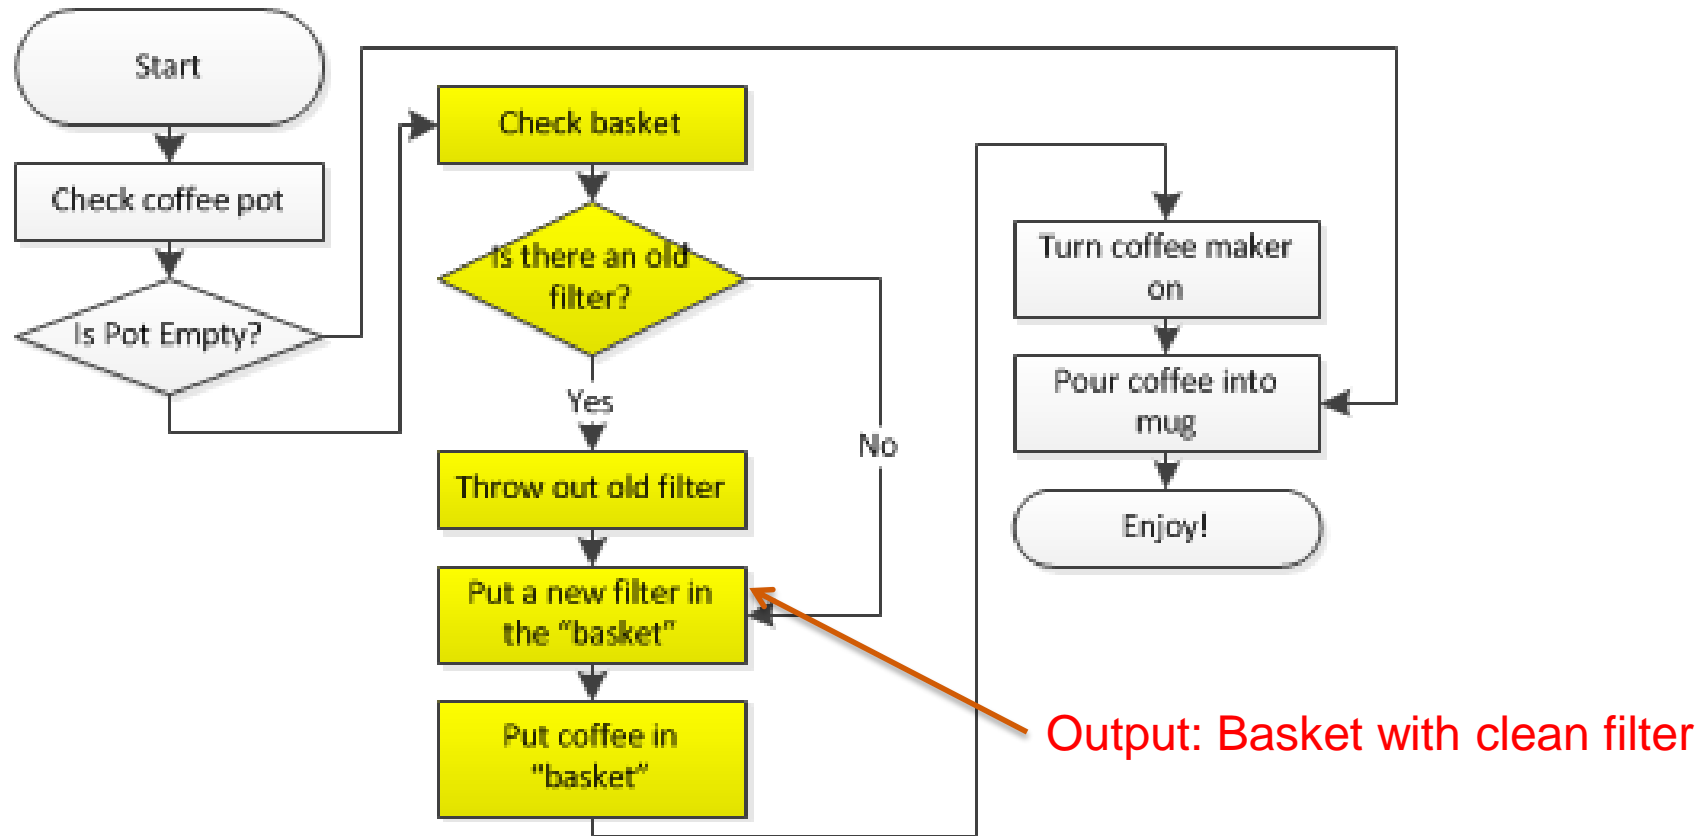 Start
Check coffee pot
Is Pot Empty?
Check basket
Is there an old
filter?
Yes
No
Throw out old filter
Put a new filter in
the “basket”
Put coffee in
“basket”
Turn coffee maker
on
Pour coffee into
mug
Enjoy!
Output: Basket with clean filter